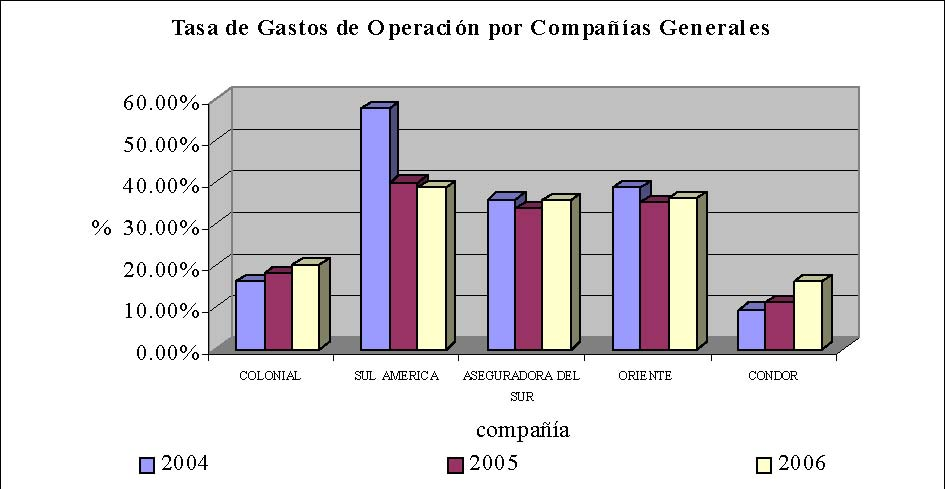 Tasa de Gastos de Operación por Compañías Generales
60.00%
50.00%
40.00%
% 30.00%
20.00%
10.00%
0.00%
COLONIAL SUL AMERICA ASEGURADORA DEL ORIENTE CONDOR
SUR
compañía
2004 2005 2006